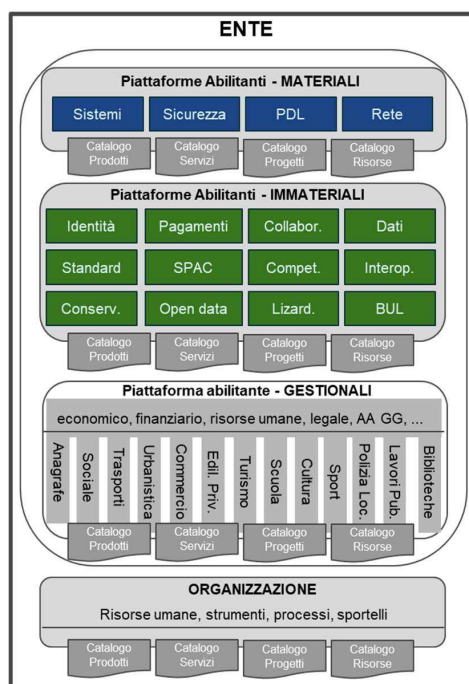 ENTE
Piattaforme Abilitanti - MATERIALI
Sistemi Sicurezza PDL Rete
Catalogo Catalogo Catalogo Catalogo
Prodotti Servizi Progetti Risorse
Piattaforme Abilitanti - IMMATERIALI
Identità Pagamenti Collabor. Dati
Standard SPAC Compet. Interop.
Conserv. Open data Lizard. BUL
Catalogo Catalogo Catalogo Catalogo
Prodotti Servizi Progetti Risorse
Piattaforma abilitante - GESTIONALI
economico, finanziario, risorse umane, legale, AA GG, ...
Anagrafe
Sociale
Trasporti
Urbanistica
Commercio
Edil. Priv.
Turismo
Scuola
Cultura
Sport
Polizia Loc.
Lavori Pub.
Biblioteche
Catalogo Catalogo Catalogo Catalogo
Prodotti Servizi Progetti Risorse
ORGANIZZAZIONE
Risorse umane, strumenti, processi, sportelli
Catalogo Catalogo Catalogo Catalogo
Prodotti Servizi Progetti Risorse